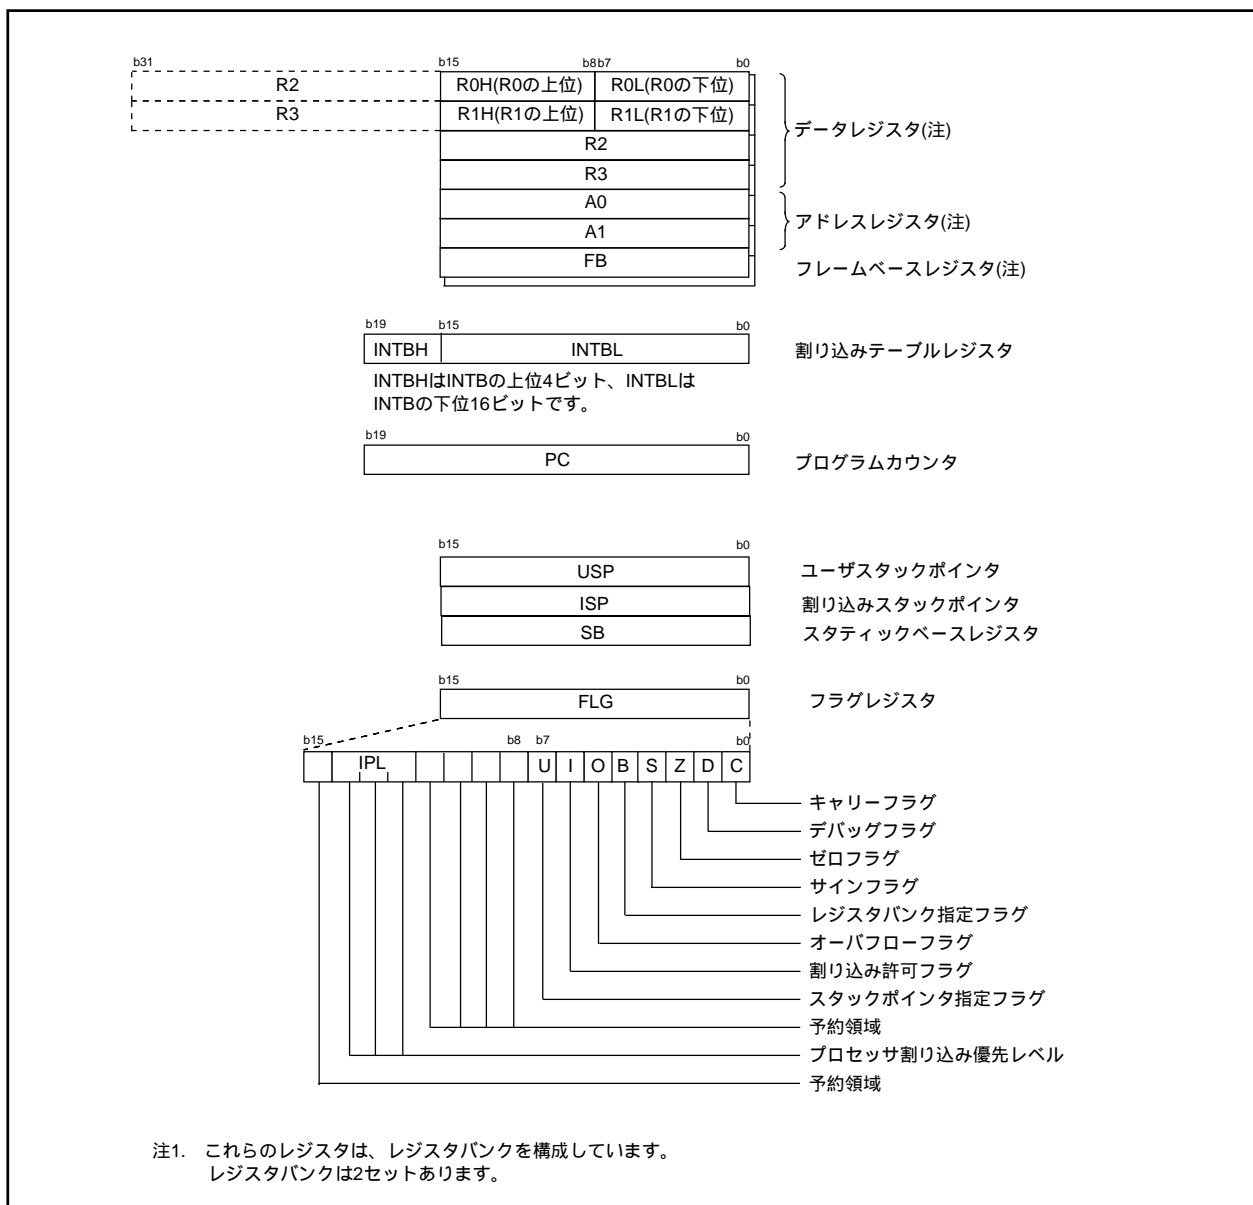 b31 b15 b8b7 b0
R2 R0H(R0の上位) R0L(R0の下位)
R3 R1H(R1の上位) R1L(R1の下位)
データレジスタ(注)
R2
R3
A0
アドレスレジスタ(注)
A1
FB
フレームベースレジスタ(注)
b19 b15 b0
INTBH INTBL 割り込みテーブルレジスタ
INTBHはINTBの上位4ビット、INTBLは
INTBの下位16ビットです。
b19 b0
PC プログラムカウンタ
b15 b0
USP ユーザスタックポインタ
ISP 割り込みスタックポインタ
SB スタティックベースレジスタ
b15 b0
FLG フラグレジスタ
b15 b8 b7 b0
IPL U I O B S Z D C
キャリーフラグ
デバッグフラグ
ゼロフラグ
サインフラグ
レジスタバンク指定フラグ
オーバフローフラグ
割り込み許可フラグ
スタックポインタ指定フラグ
予約領域
プロセッサ割り込み優先レベル
予約領域
注1. これらのレジスタは、レジスタバンクを構成しています。
レジスタバンクは2セットあります。